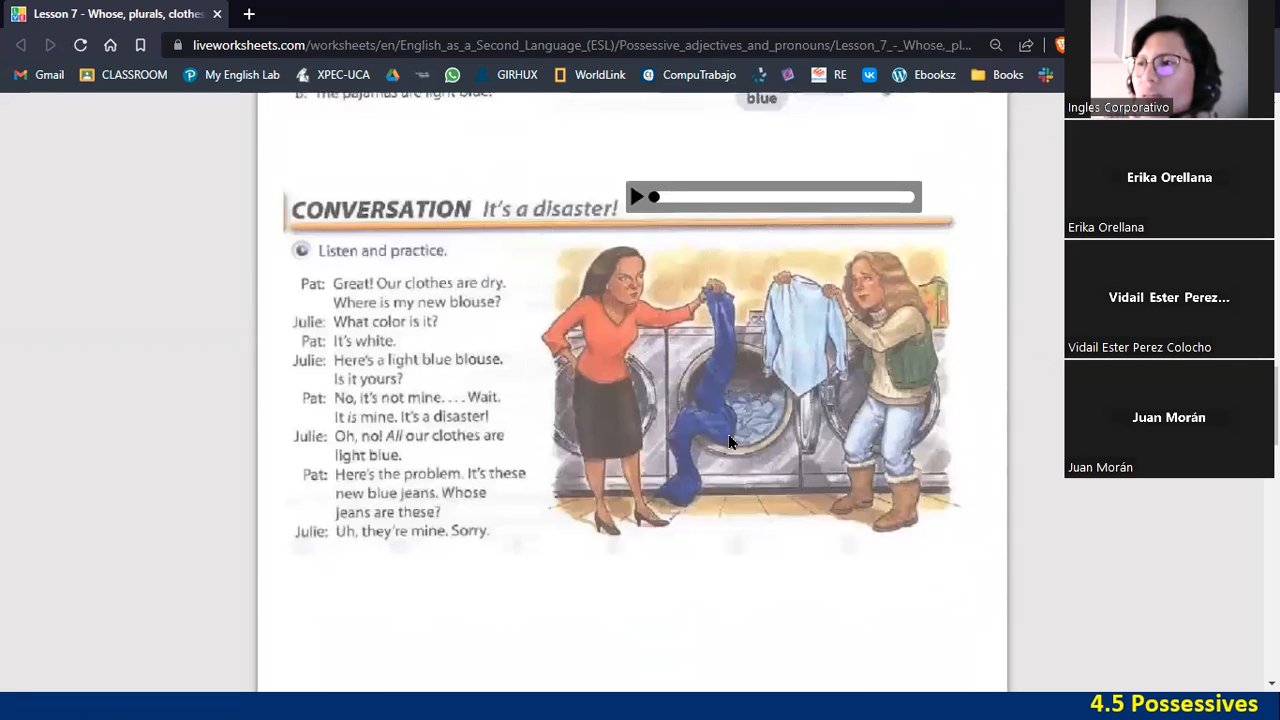 Lesson 7 - Whose, plurals, clothes
liveworksheets.com/worksheets/en/English_as_a_Second_Language_(ESL)/Possessive_adjectives_and_pronouns/Lesson_7_-_Whose,_pl...
Gmail CLASSROOM My English Lab XPEC-UCA GIRHUX WorldLink CompuTrabajo RE Ebooksz Books
B: The pajamas are light blue.
blue
CONVERSATION It's a disaster!
Listen and practice.
Pat: Great! Our clothes are dry.
Where is my new blouse?
Julie: What color is it?
Pat: It's white.
Julie: Here's a light blue blouse.
Is it yours?
Pat: No, it's not mine. . . . Wait.
It is mine. It's a disaster!
Julie: Oh, no! All our clothes are
light blue.
Pat: Here's the problem. It's these
new blue jeans. Whose
jeans are these?
Julie: Uh, they're mine. Sorry.
Ingles Corporativo
Erika Orellana
Erika Orellana
Vidail Ester Perez...
Vidail Ester Perez Colocho
Juan Morán
Juan Morán
4.5 Possessives